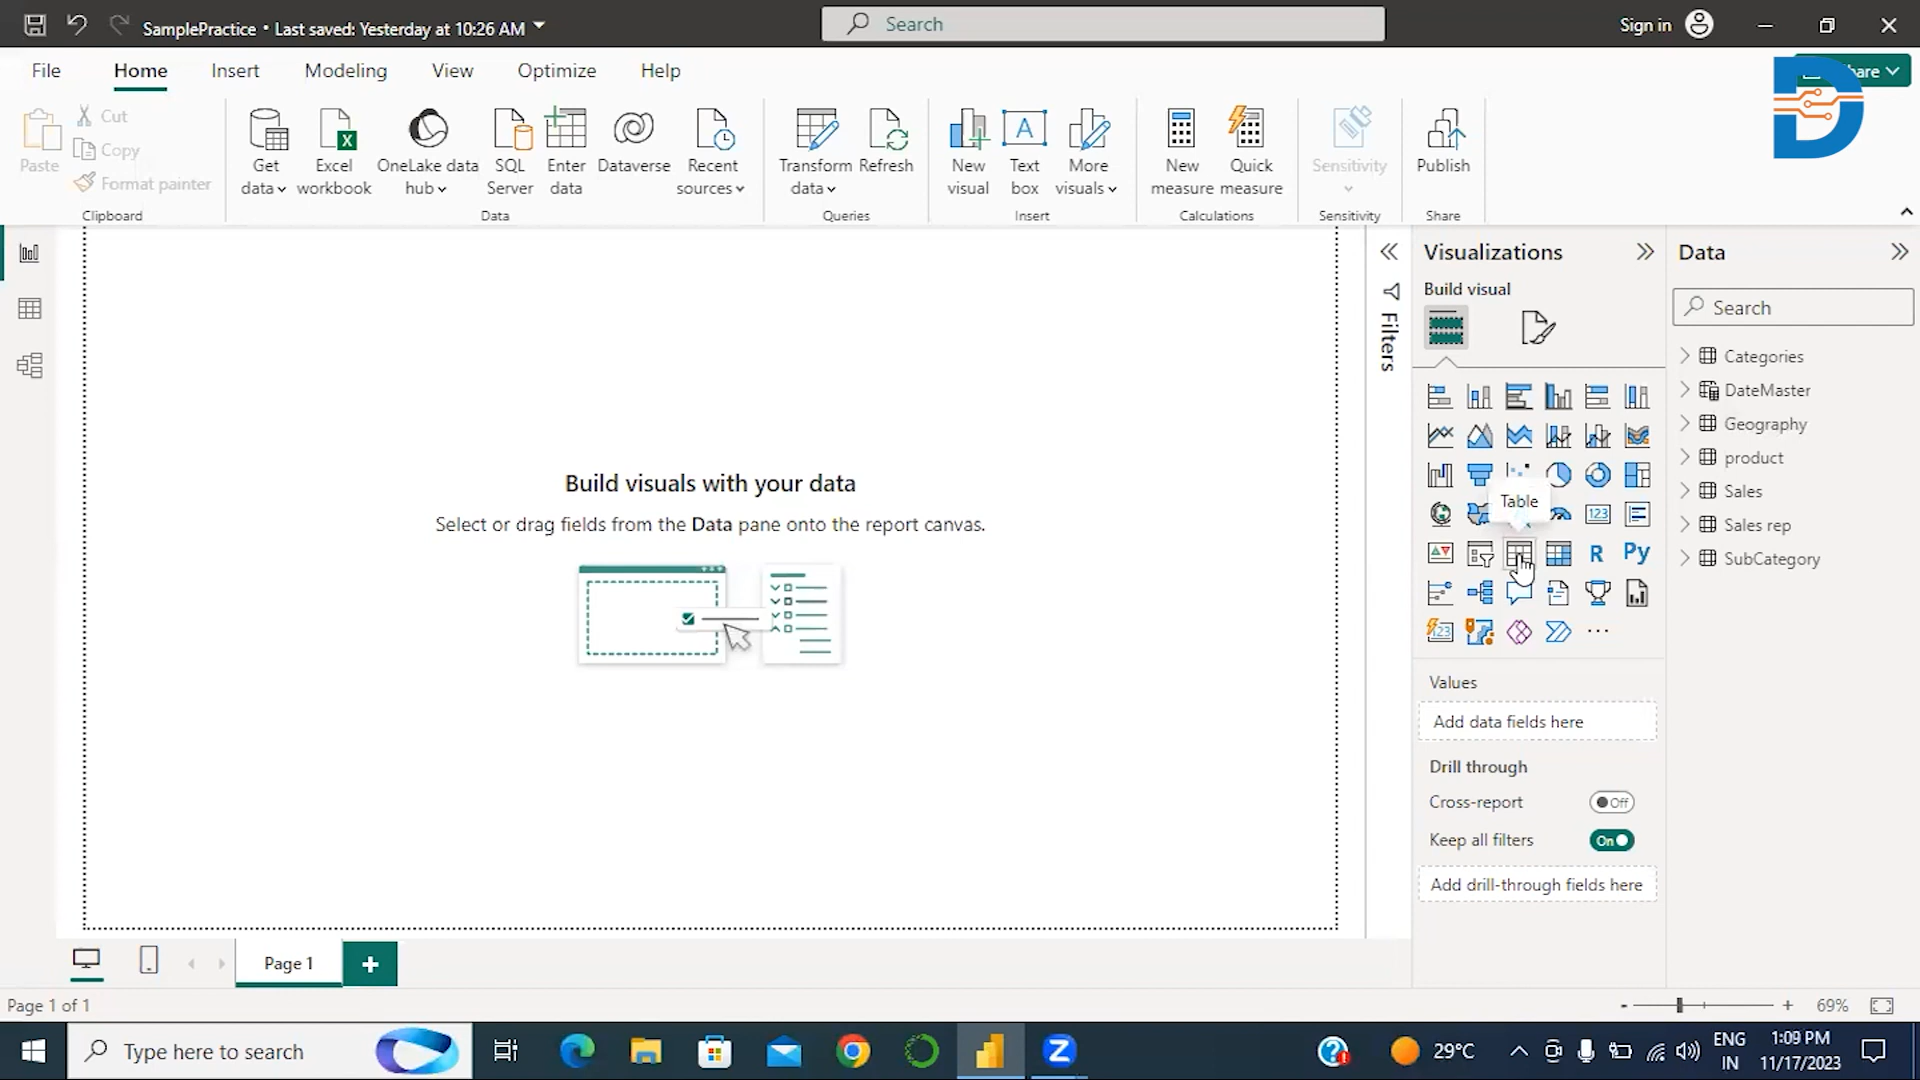 SamplePractice • Last saved: Yesterday at 10:26 AM
Search
Sign in
File
Home
Insert
Modeling
View
Optimize
Help
Paste
Cut
Copy
Format painter
Clipboard
Get
data
Excel
workbook
OneLake data
hub
SQL
Server
Enter
data
Dataverse
Recent
sources
Data
Transform
data
Refresh
Queries
New
visual
Text
box
More
visuals
Insert
New
measure
Quick
measure
Calculations
Sensitivity
Sensitivity
Publish
Share
Build visuals with your data
Select or drag fields from the Data pane onto the report canvas.
Filters
Visualizations
Build visual
Table
123
R
Py
123
Values
Add data fields here
Drill through
Cross-report
Off
Keep all filters
On
Add drill-through fields here
Data
Search
Categories
DateMaster
Geography
product
Sales
Sales rep
SubCategory
Page 1
Page 1 of 1
69%
Type here to search
29°C
ENG
IN
1:09 PM
11/17/2023